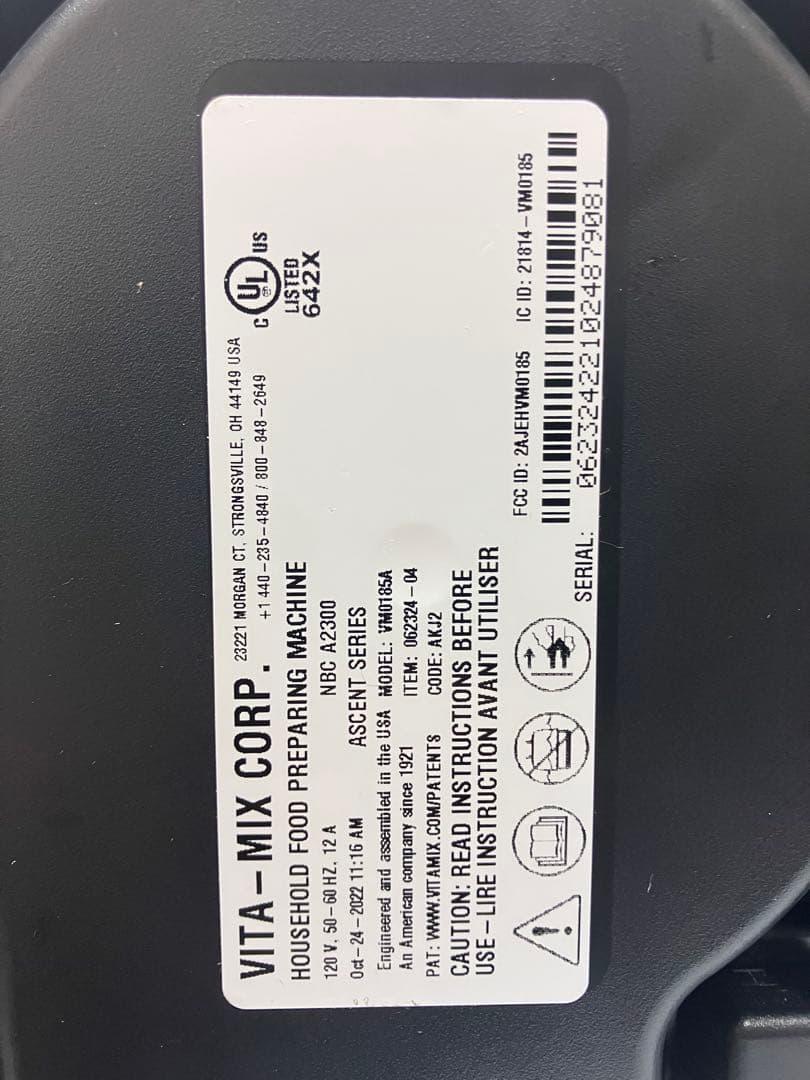 VITA-MIX CORP. 23221 MORGAN CT, STRONGSVILLE, OH 44149 USA
+1 440-235-4840 / 800-848-2649
HOUSEHOLD FOOD PREPARING MACHINE
C UL US
LISTED
642X
120 V, 50-60 HZ, 12 A NBC A2300
Oct-24-2022 11:16 AM ASCENT SERIES
Engineered and assembled in the USA MODEL: VM0185A
An American company since 1921 ITEM: 062324-04
PAT: WWW.VITAMIX.COM/PATENTS CODE: AKJ2
CAUTION: READ INSTRUCTIONS BEFORE
USE-LIRE INSTRUCTION AVANT UTILISER
FCC ID: 2AJEHVM0185 IC ID: 21814-VM0185
SERIAL: 062324221024879081